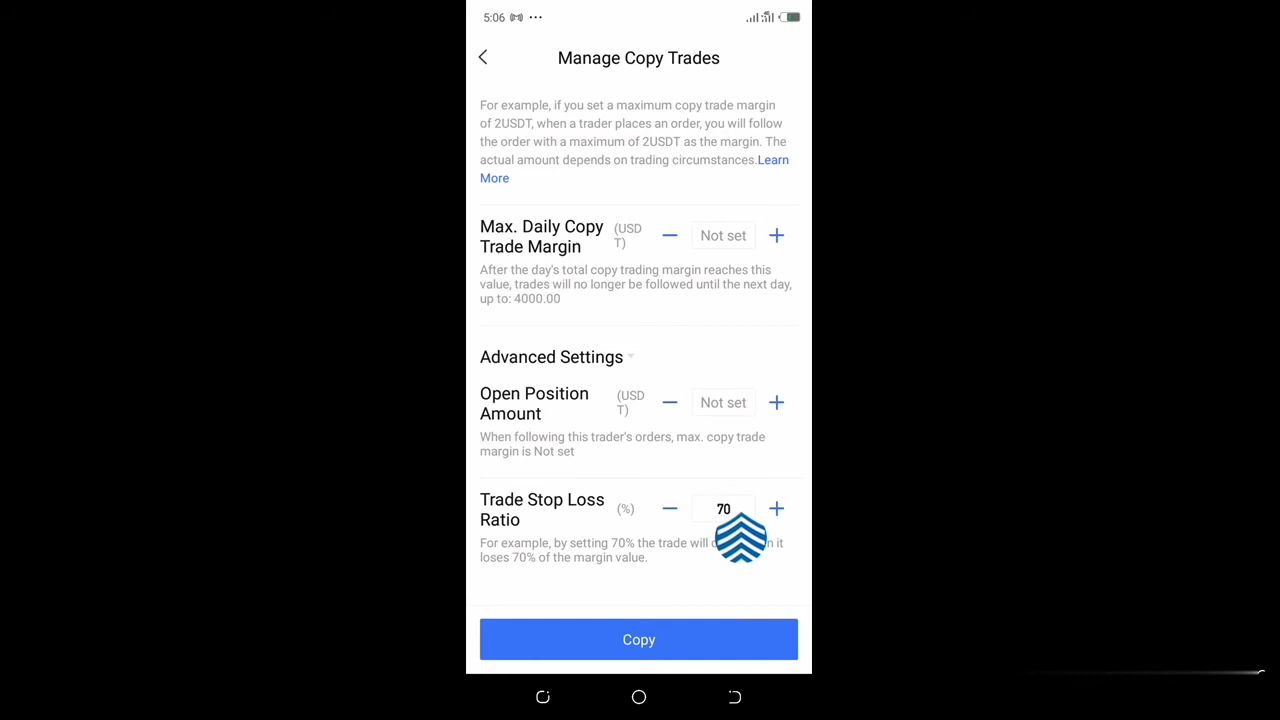 5:06
Manage Copy Trades
For example, if you set a maximum copy trade margin
of 2USDT, when a trader places an order, you will follow
the order with a maximum of 2USDT as the margin. The
actual amount depends on trading circumstances.Learn
More
Max. Daily Copy
Trade Margin
(USD
T)
Not set
After the day's total copy trading margin reaches this
value, trades will no longer be followed until the next day,
up to: 4000.00
Advanced Settings
Open Position
Amount
(USD
T)
Not set
When following this trader's orders, max. copy trade
margin is Not set
Trade Stop Loss
Ratio
(%)
70
For example, by setting 70% the trade will it
loses 70% of the margin value.
Copy